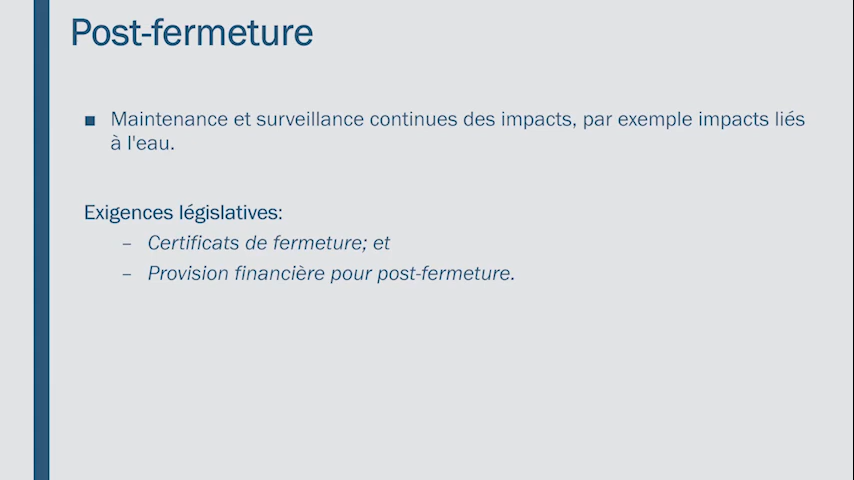 Post-fermeture
■ Maintenance et surveillance continues des impacts, par exemple impacts liés
à l'eau.
Exigences législatives:
– Certificats de fermeture; et
– Provision financière pour post-fermeture.